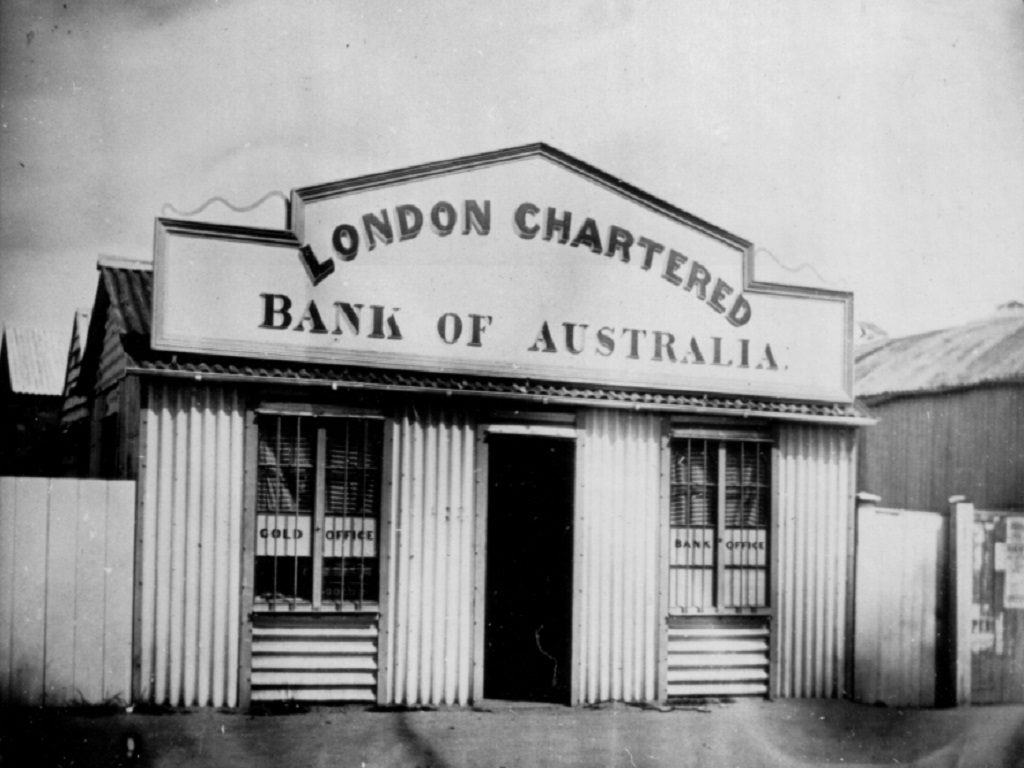 LONDON CHARTERED
BANK OF AUSTRALIA.
GOLD OFFICE
BANK OFFICE